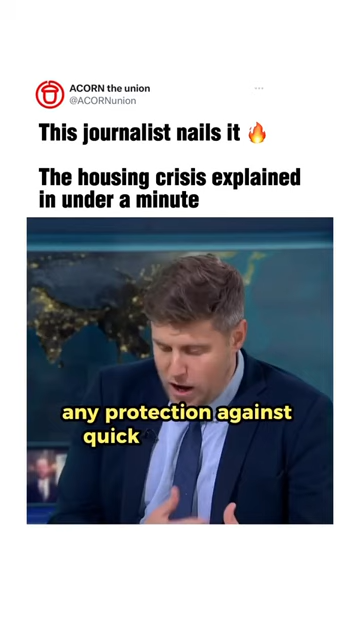 ACORN the union
@ACORNunion
This journalist nails it 🔥
The housing crisis explained
in under a minute
any protection against
quick